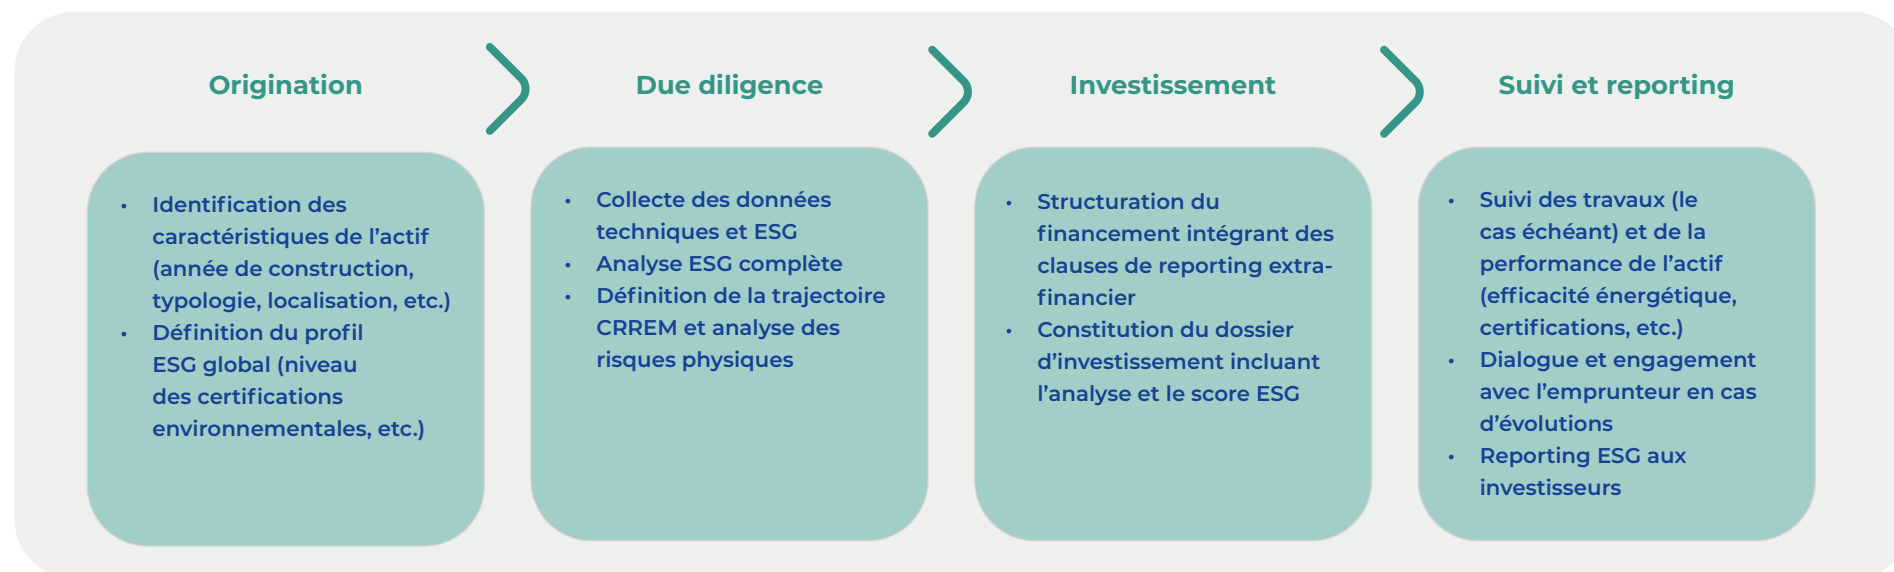 Origination
Due diligence
Investissement
Suivi et reporting
• Identification des
caractéristiques de l’actif
(année de construction,
typologie, localisation, etc.)
• Définition du profil
ESG global (niveau
des certifications
environnementales, etc.)
• Collecte des données
techniques et ESG
• Analyse ESG complète
• Définition de la trajectoire
CRREM et analyse des
risques physiques
• Structuration du
financement intégrant des
clauses de reporting extra-
financier
• Constitution du dossier
d’investissement incluant
l’analyse et le score ESG
• Suivi des travaux (le
cas échéant) et de la
performance de l’actif
(efficacité énergétique,
certifications, etc.)
• Dialogue et engagement
avec l’emprunteur en cas
d’évolutions
• Reporting ESG aux
investisseurs